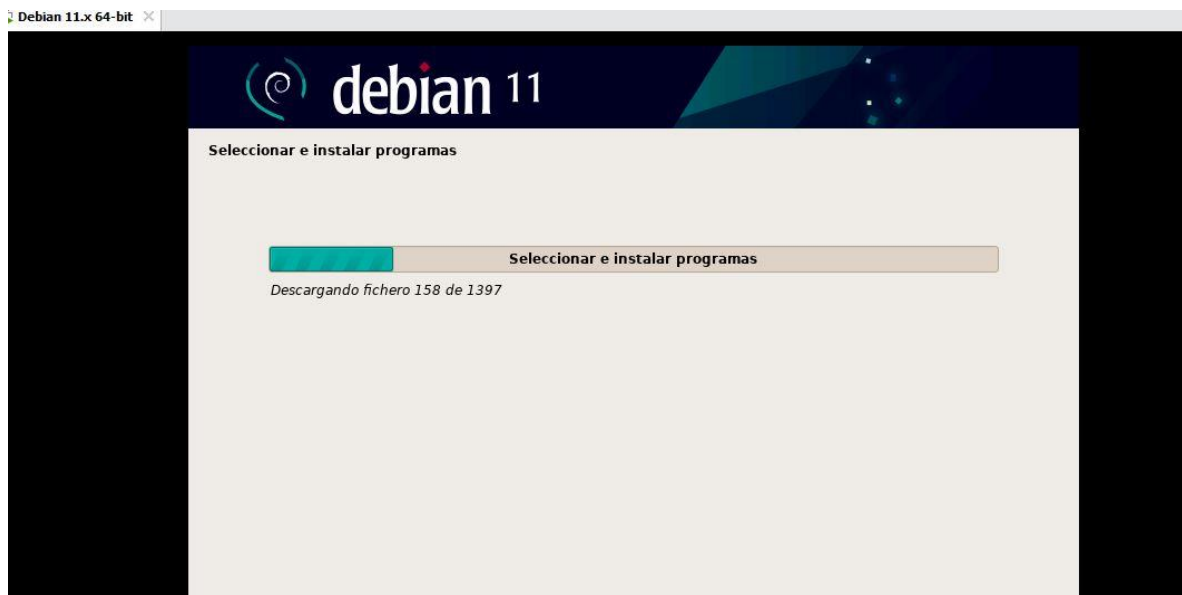 Debian 11.x 64-bit
debian 11
Seleccionar e instalar programas
Seleccionar e instalar programas
Descargando fichero 158 de 1397